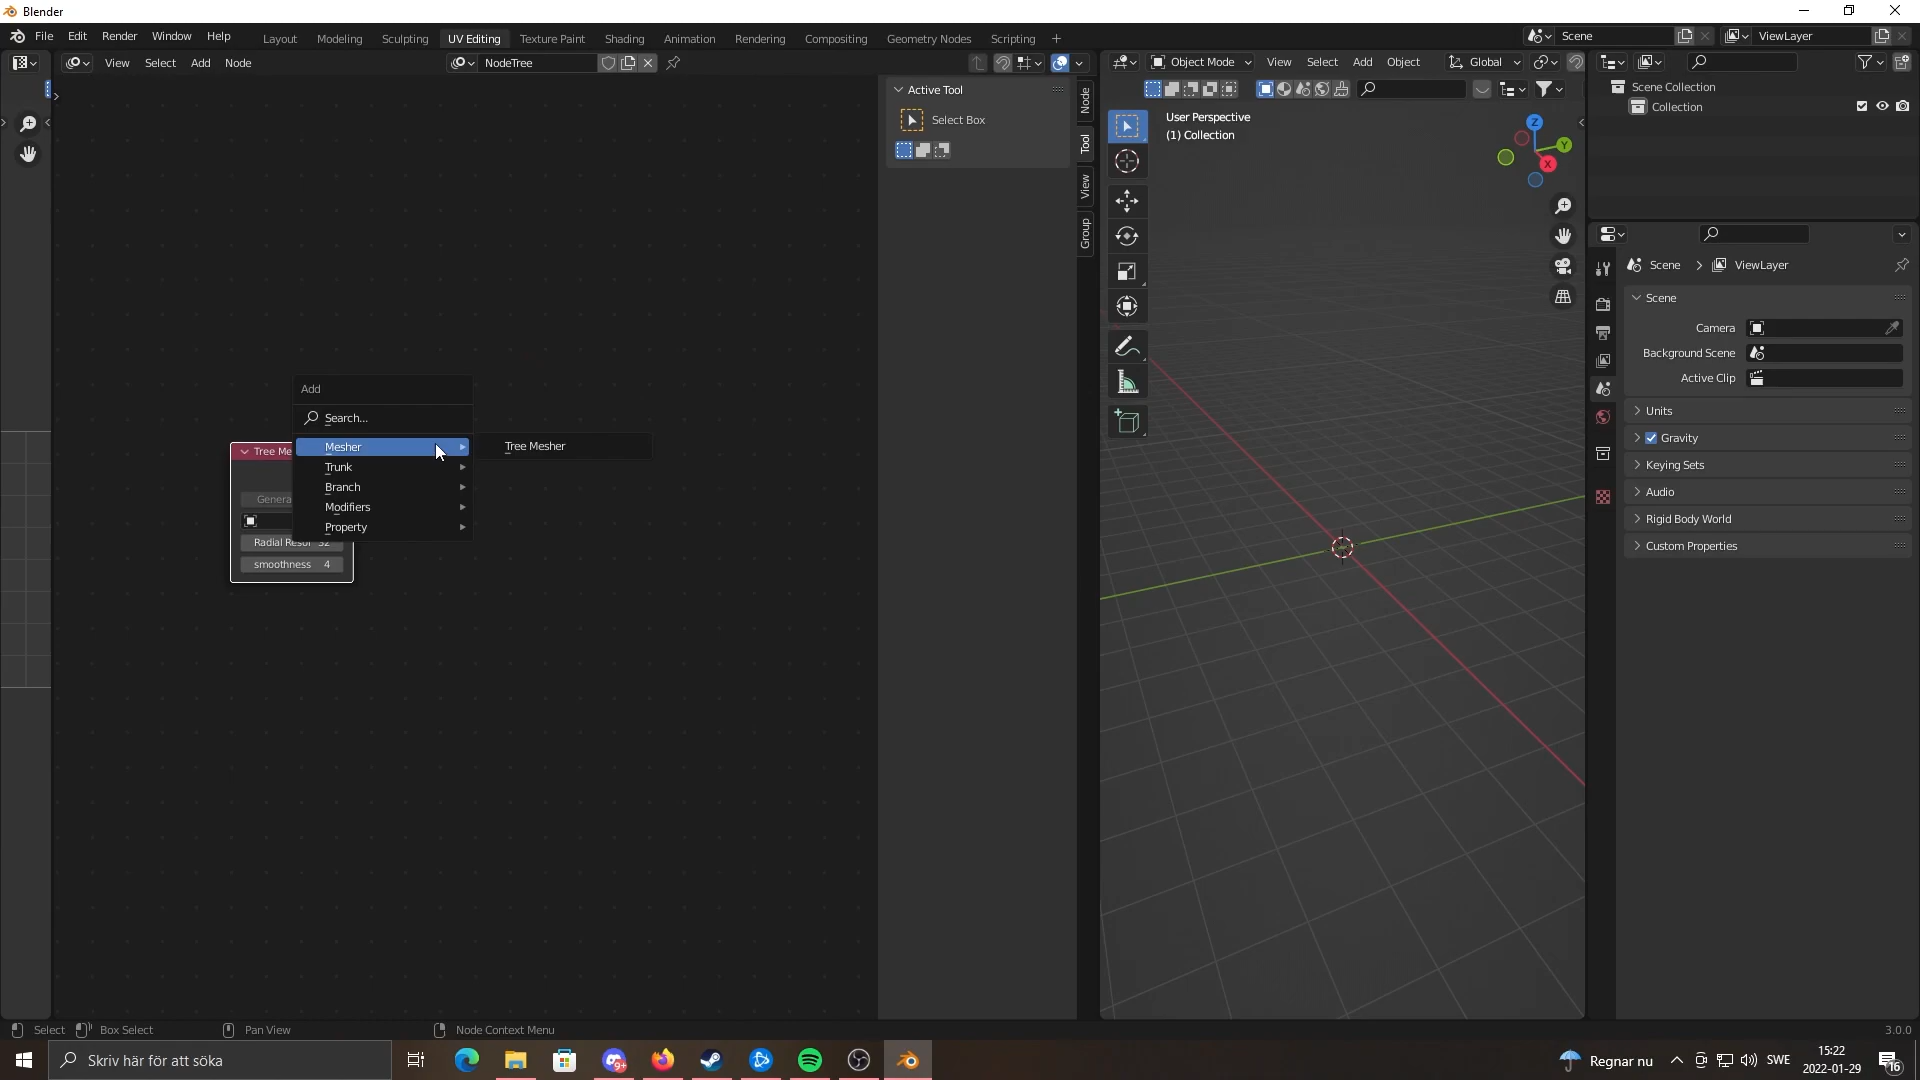 Blender
File Edit Render Window Help
Layout Modeling Sculpting UV Editing Texture Paint Shading Animation Rendering Compositing Geometry Nodes Scripting
Scene
ViewLayer
View Select Add Node
NodeTree
Object Mode View Select Add Object Global
Active Tool
Select Box
Node
Tool
View
Group
User Perspective
(1) Collection
Z
Y
X
Scene Collection
Collection
Scene ViewLayer
Scene
Camera
Background Scene
Active Clip
Units
Gravity
Keying Sets
Audio
Rigid Body World
Custom Properties
Add
Search...
Mesher
Trunk
Branch
Modifiers
Property
Tree Mesher
Tree Me
Genera
Radial Resol 32
smoothness 4
Select Box Select Pan View Node Context Menu
3.0.0
Skriv här för att söka
9+
Regnar nu
SWE
15:22
2022-01-29
16